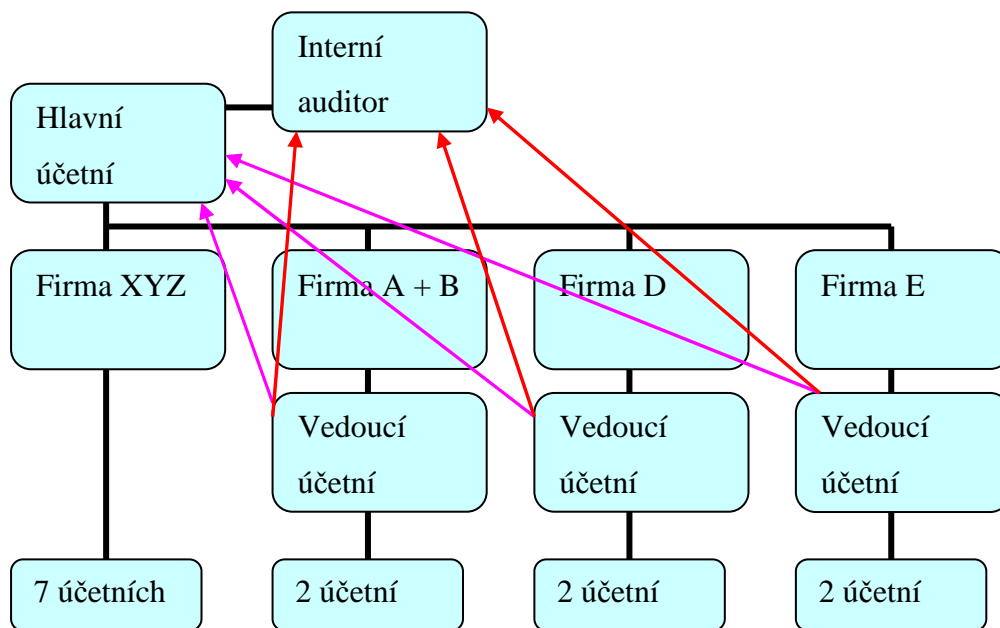 Interní
auditor
Hlavní
účetní
Firma XYZ
Firma A + B
Firma D
Firma E
Vedoucí
účetní
Vedoucí
účetní
Vedoucí
účetní
7 účetních
2 účetní
2 účetní
2 účetní